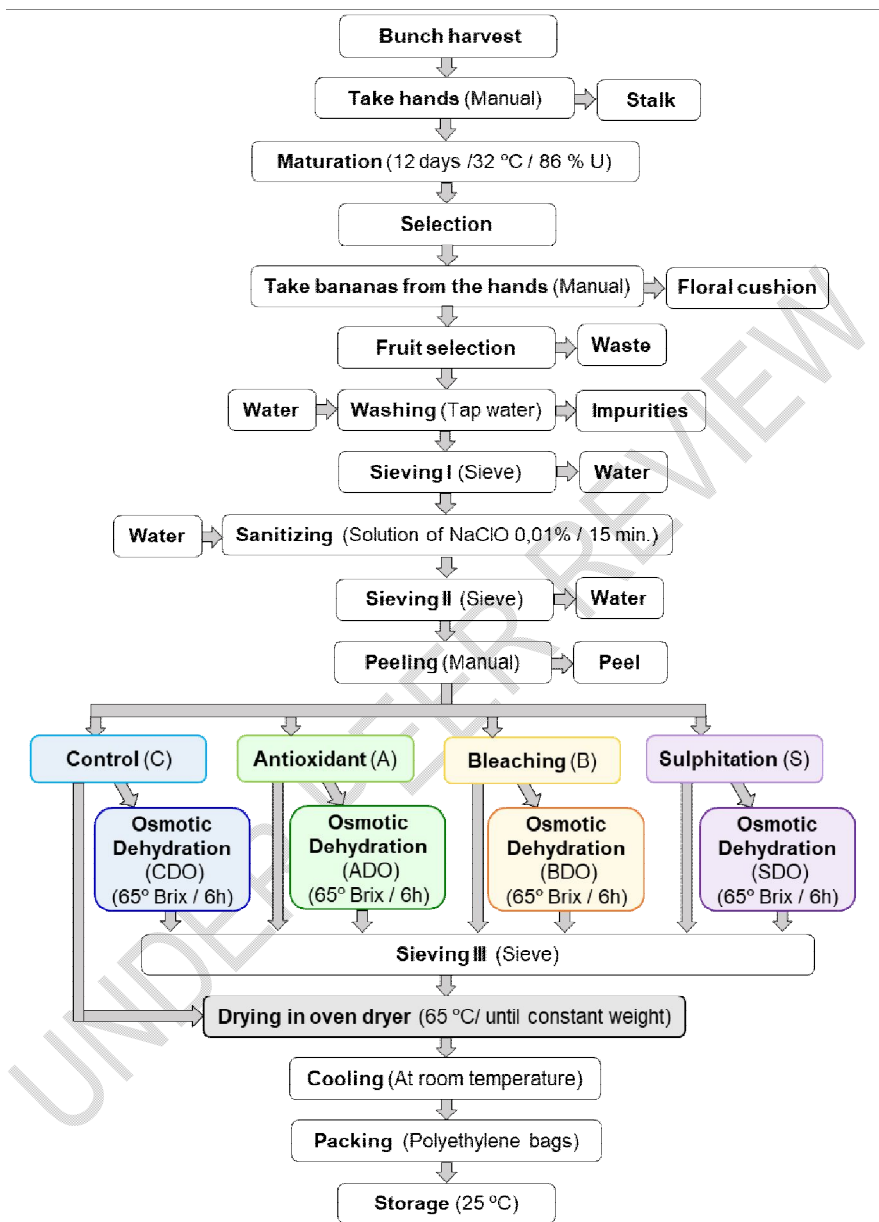 Bunch harvest
Take hands (Manual)
Stalk
Maturation (12 days /32 ºC / 86 % U)
Selection
Take bananas from the hands (Manual)
Floral cushion
Fruit selection
Waste
Water
Washing (Tap water)
Impurities
Sieving I (Sieve)
Water
Water
Sanitizing (Solution of NaClO 0,01% / 15 min.)
Sieving II (Sieve)
Water
Peeling (Manual)
Peel
Control (C)
Antioxidant (A)
Bleaching (B)
Sulphitation (S)
Osmotic
Dehydration
(CDO)
(65º Brix / 6h)
Osmotic
Dehydration
(ADO)
(65º Brix / 6h)
Osmotic
Dehydration
(BDO)
(65º Brix / 6h)
Osmotic
Dehydration
(SDO)
(65º Brix / 6h)
Sieving III (Sieve)
Drying in oven dryer (65 ºC/ until constant weight)
Cooling (At room temperature)
Packing (Polyethylene bags)
Storage (25 ºC)
UNDER PEER REVIEW